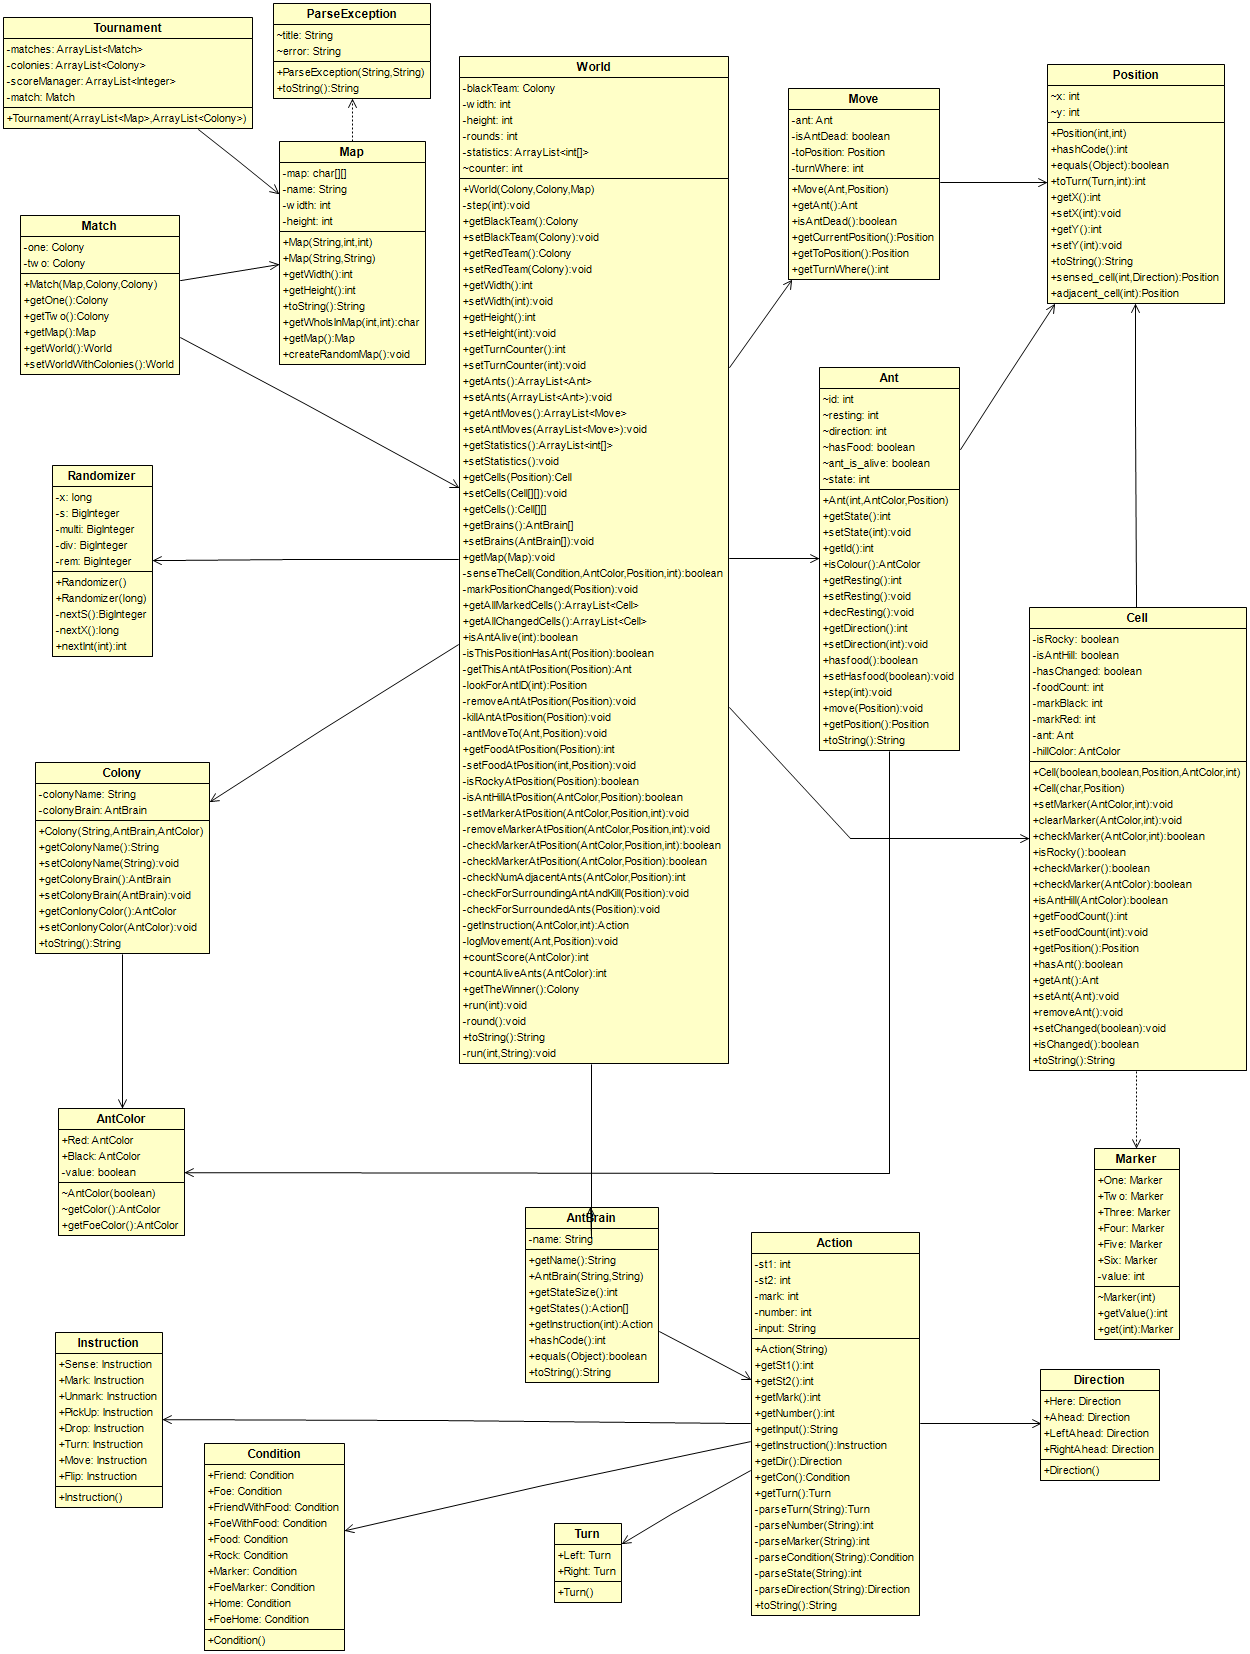 Tournament
-matches: ArrayList<Match>
-colonies: ArrayList<Colony>
-scoreManager: ArrayList<Integer>
-match: Match
+Tournament(ArrayList<Map>,ArrayList<Colony>)
ParseException
~title: String
~error: String
+ParseException(String,String)
+toString():String
Map
-map: char[][]
-name: String
-width: int
-height: int
+Map(String,int,int)
+Map(String,String)
+getWidth():int
+getHeight():int
+toString():String
+getWhoIsInMap(int,int):char
+getMap():Map
+createRandomMap():void
Match
-one: Colony
-two: Colony
+Match(Map,Colony,Colony)
+getOne():Colony
+getTwo():Colony
+getMap():Map
+getWorld():World
+setWorldWithColonies():World
World
-blackTeam: Colony
-width: int
-height: int
-rounds: int
-statistics: ArrayList<int[]>
~counter: int
+World(Colony,Colony,Map)
-step(int):void
+getBlackTeam():Colony
+setBlackTeam(Colony):void
+getRedTeam():Colony
+setRedTeam(Colony):void
+getWidth():int
+setWidth(int):void
+getHeight():int
+setHeight(int):void
+getTurnCounter():int
+setTurnCounter(int):void
+getAnts():ArrayList<Ant>
+setAnts(ArrayList<Ant>):void
+getAntMoves():ArrayList<Move>
+setAntMoves(ArrayList<Move>):void
+getStatistics():ArrayList<int[]>
+setStatistics():void
+getCells(Position):Cell
+setCells(Cell[][]):void
+getCells():Cell[][]
+getBrains():AntBrain[]
+setBrains(AntBrain[]):void
+getMap(Map):void
-senseTheCell(Condition,AntColor,Position,int):boolean
-markPositionChanged(Position):void
+getAllMarkedCells():ArrayList<Cell>
+getAllChangedCells():ArrayList<Cell>
+isAntAlive(int):boolean
-isThisPositionHasAnt(Position):boolean
-getThisAntAtPosition(Position):Ant
-lookForAntID(int):Position
-removeAntAtPosition(Position):void
-killAntAtPosition(Position):void
-antMoveTo(Ant,Position):void
+getFoodAtPosition(Position):int
-setFoodAtPosition(int,Position):void
-isRockyAtPosition(Position):boolean
-isAntHillAtPosition(AntColor,Position):boolean
-setMarkerAtPosition(AntColor,Position,int):void
-removeMarkerAtPosition(AntColor,Position,int):void
-checkMarkerAtPosition(AntColor,Position,int):boolean
-checkMarkerAtPosition(AntColor,Position):boolean
-checkNumAdjacentAnts(AntColor,Position):int
-checkForSurroundingAntAndKill(Position):void
-checkForSurroundedAnts(Position):void
-getInstruction(AntColor,int):Action
-logMovement(Ant,Position):void
+countScore(AntColor):int
+countAliveAnts(AntColor):int
+getTheWinner():Colony
+run(int):void
-round():void
+toString():String
-run(int,String):void
Move
-ant: Ant
-isAntDead: boolean
-toPosition: Position
-turnWhere: int
+Move(Ant,Position)
+getAnt():Ant
+isAntDead():boolean
+getCurrentPosition():Position
+getToPosition():Position
+getTurnWhere():int
Position
~x: int
~y: int
+Position(int,int)
+hashCode():int
+equals(Object):boolean
+toTurn(Turn,int):int
+getX():int
+setX(int):void
+getY():int
+setY(int):void
+toString():String
+sensed_cell(int,Direction):Position
+adjacent_cell(int):Position
Ant
~id: int
~resting: int
~direction: int
~hasFood: boolean
~ant_is_alive: boolean
~state: int
+Ant(int,AntColor,Position)
+getState():int
+setState(int):void
+getId():int
+isColour():AntColor
+getResting():int
+setResting():void
+decResting():void
+getDirection():int
+setDirection(int):void
+hasfood():boolean
+setHasfood(boolean):void
+step(int):void
+move(Position):void
+getPosition():Position
+toString():String
Randomizer
-x: long
-s: BigInteger
-multi: BigInteger
-div: BigInteger
-rem: BigInteger
+Randomizer()
+Randomizer(long)
-nextS():BigInteger
-nextX():long
+nextInt(int):int
Cell
-isRocky: boolean
-isAntHill: boolean
-hasChanged: boolean
-foodCount: int
-markBlack: int
-markRed: int
-ant: Ant
-hillColor: AntColor
+Cell(boolean,boolean,Position,AntColor,int)
+Cell(char,Position)
+setMarker(AntColor,int):void
+clearMarker(AntColor,int):void
+checkMarker(AntColor,int):boolean
+isRocky():boolean
+checkMarker():boolean
+checkMarker(AntColor):boolean
+isAntHill(AntColor):boolean
+getFoodCount():int
+setFoodCount(int):void
+getPosition():Position
+hasAnt():boolean
+getAnt():Ant
+setAnt(Ant):void
+removeAnt():void
+setChanged(boolean):void
+isChanged():boolean
+toString():String
Colony
-colonyName: String
-colonyBrain: AntBrain
+Colony(String,AntBrain,AntColor)
+getColonyName():String
+setColonyName(String):void
+getColonyBrain():AntBrain
+setColonyBrain(AntBrain):void
+getConlonyColor():AntColor
+setConlonyColor(AntColor):void
+toString():String
AntColor
+Red: AntColor
+Black: AntColor
-value: boolean
~AntColor(boolean)
~getColor():AntColor
+getFoeColor():AntColor
Marker
+One: Marker
+Two: Marker
+Three: Marker
+Four: Marker
+Five: Marker
+Six: Marker
-value: int
~Marker(int)
+getValue():int
+get(int):Marker
AntBrain
-name: String
+getName():String
+AntBrain(String,String)
+getStateSize():int
+getStates():Action[]
+getInstruction(int):Action
+hashCode():int
+equals(Object):boolean
+toString():String
Action
-st1: int
-st2: int
-mark: int
-number: int
-input: String
+Action(String)
+getSt1():int
+getSt2():int
+getMark():int
+getNumber():int
+getInput():String
+getInstruction():Instruction
+getDir():Direction
+getCon():Condition
+getTurn():Turn
-parseTurn(String):Turn
-parseNumber(String):int
-parseMarker(String):int
-parseCondition(String):Condition
-parseState(String):int
-parseDirection(String):Direction
+toString():String
Instruction
+Sense: Instruction
+Mark: Instruction
+Unmark: Instruction
+PickUp: Instruction
+Drop: Instruction
+Turn: Instruction
+Move: Instruction
+Flip: Instruction
+Instruction()
Direction
+Here: Direction
+Ahead: Direction
+LeftAhead: Direction
+RightAhead: Direction
+Direction()
Condition
+Friend: Condition
+Foe: Condition
+FriendWithFood: Condition
+FoeWithFood: Condition
+Food: Condition
+Rock: Condition
+Marker: Condition
+FoeMarker: Condition
+Home: Condition
+FoeHome: Condition
+Condition()
Turn
+Left: Turn
+Right: Turn
+Turn()